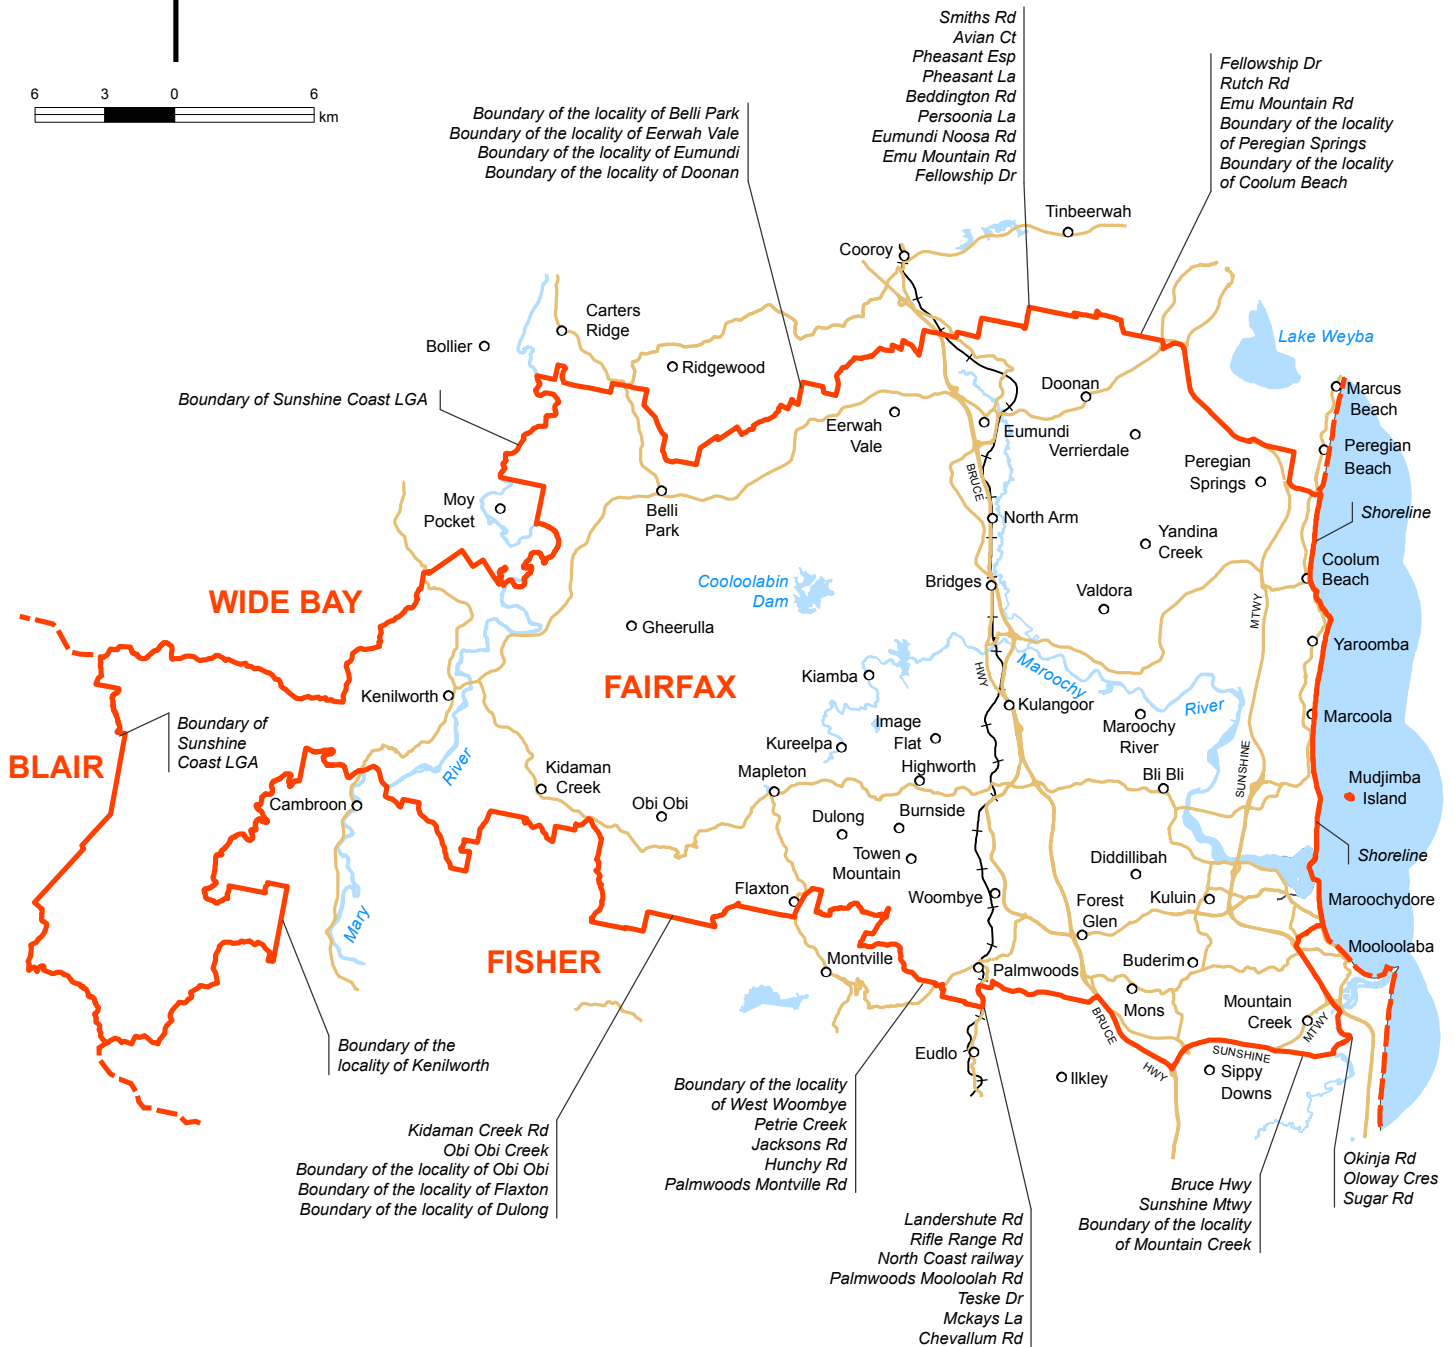 6 3 0 6
km
Smiths Rd
Avian Ct
Pheasant Esp
Pheasant La
Beddington Rd
Persoonia La
Eumundi Noosa Rd
Emu Mountain Rd
Fellowship Dr
Fellowship Dr
Rutch Rd
Emu Mountain Rd
Boundary of the locality
of Peregian Springs
Boundary of the locality
of Coolum Beach
Boundary of the locality of Belli Park
Boundary of the locality of Eerwah Vale
Boundary of the locality of Eumundi
Boundary of the locality of Doonan
Tinbeerwah
Cooroy
Carters
Ridge
Bollier
Ridgewood
Lake Weyba
Boundary of Sunshine Coast LGA
Doonan
Marcus
Beach
Eerwah
Vale
Eumundi
Verrierdale
Peregian
Beach
Peregian
Springs
BRUCE
Moy
Pocket
Belli
Park
North Arm
Shoreline
Yandina
Creek
Coolum
Beach
Cooloolabin
Dam
Bridges
Valdora
WIDE BAY
MTWY
Gheerulla
Yaroomba
Maroochy
HWY
Kiamba
FAIRFAX
Kenilworth
River
Kulangoor
Image
Flat
Maroochy
River
Marcoola
Boundary of
Sunshine
Coast LGA
Kureelpa
BLAIR
River
Highworth
SUNSHINE
Kidaman
Creek
Mapleton
Bli Bli
Mudjimba
Island
Cambroon
Obi Obi
Dulong
Burnside
Towen
Mountain
Diddillibah
Shoreline
Flaxton
Woombye
Forest
Glen
Kuluin
Maroochydore
Mary
FISHER
Mooloolaba
Montville
Palmwoods
Buderim
Mons
Mountain
Creek
BRUCE
MTWY
Boundary of the
locality of Kenilworth
Eudlo
SUNSHINE
HWY
Ilkley
Sippy
Downs
Boundary of the locality
of West Woombye
Petrie Creek
Jacksons Rd
Hunchy Rd
Palmwoods Montville Rd
Kidaman Creek Rd
Obi Obi Creek
Boundary of the locality of Obi Obi
Boundary of the locality of Flaxton
Boundary of the locality of Dulong
Okinja Rd
Oloway Cres
Sugar Rd
Bruce Hwy
Sunshine Mtwy
Boundary of the locality
of Mountain Creek
Landershute Rd
Rifle Range Rd
North Coast railway
Palmwoods Mooloolah Rd
Teske Dr
Mckays La
Chevallum Rd